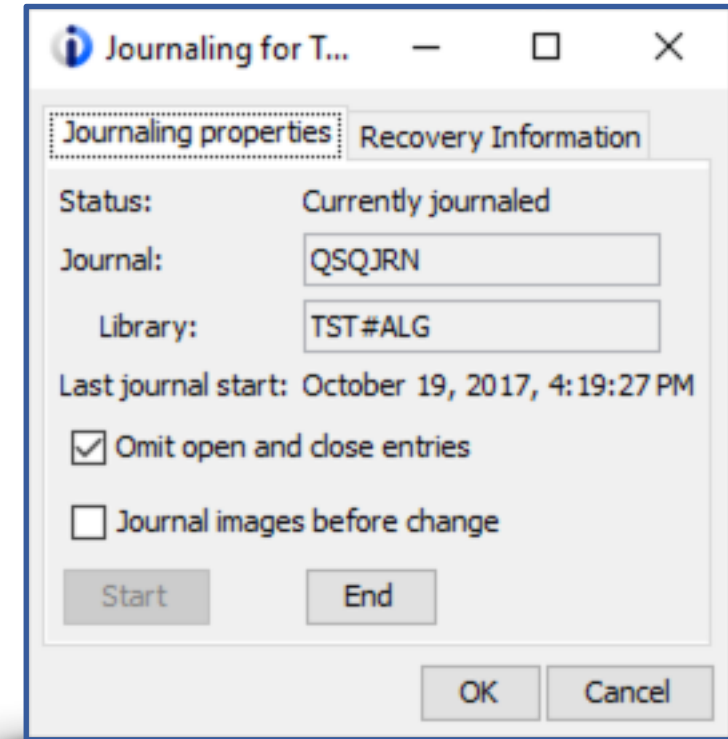 Journaling for T...
Journaling properties Recovery Information
Status: Currently journaled
Journal: QSQJRN
Library: TST#ALG
Last journal start: October 19, 2017, 4:19:27 PM
Omit open and close entries
Journal images before change
Start End
OK Cancel